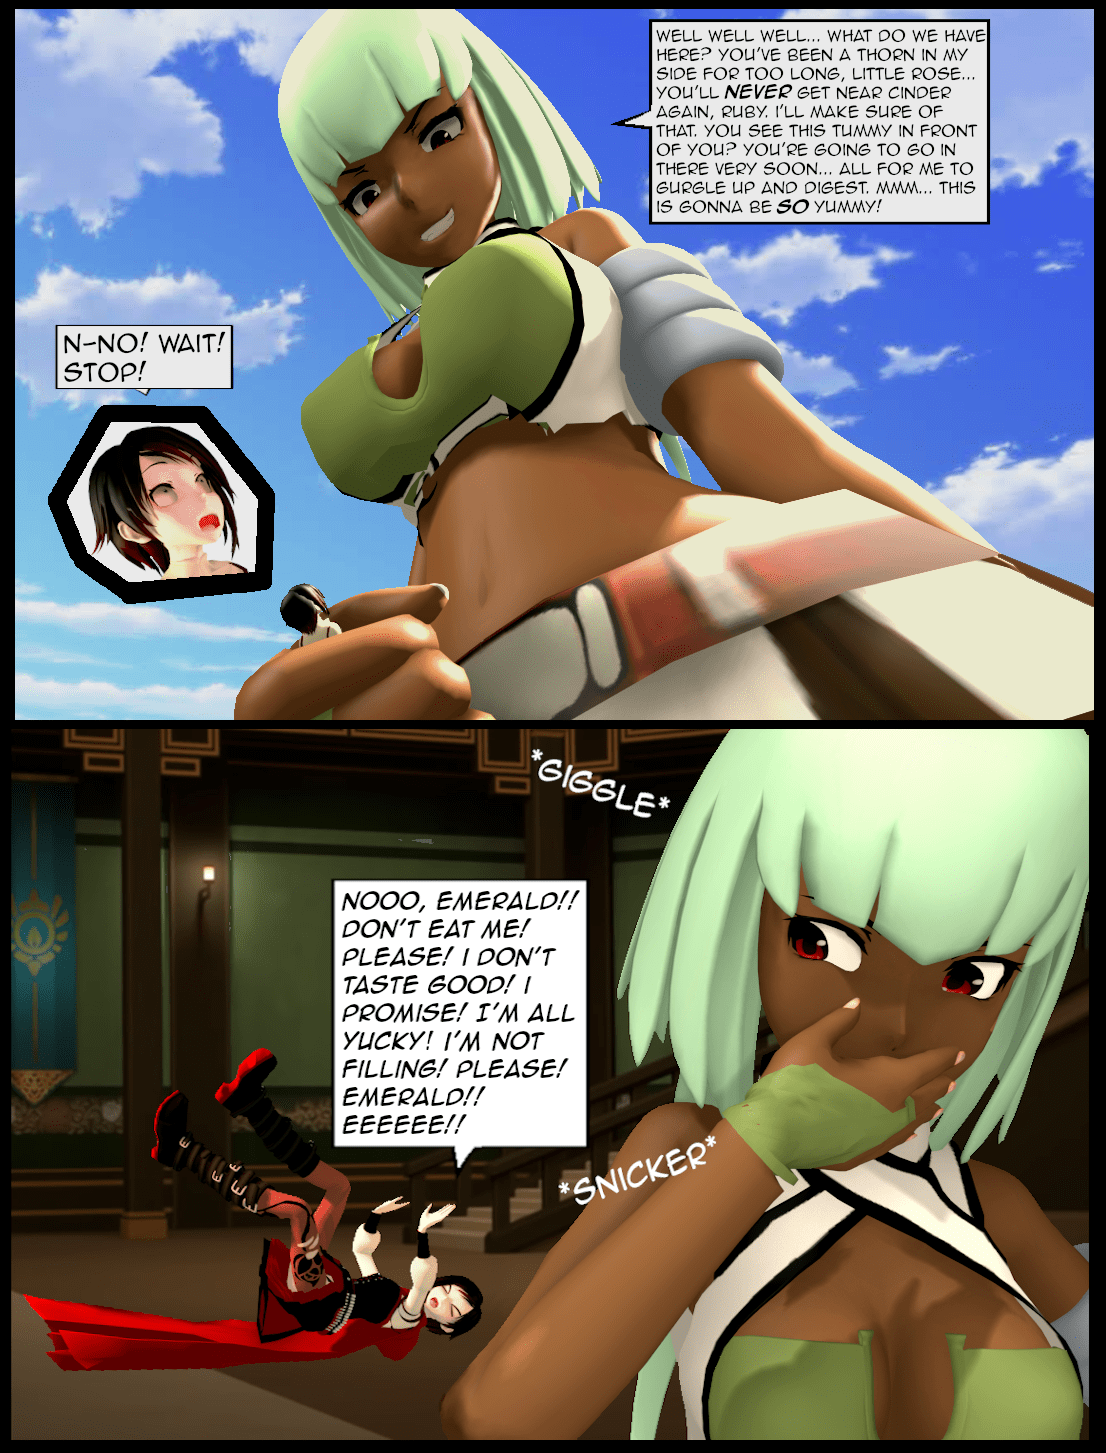 WELL WELL WELL... WHAT DO WE HAVE
HERE? YOU'VE BEEN A THORN IN MY
SIDE FOR TOO LONG, LITTLE ROSE...
YOU'LL NEVER GET NEAR CINDER
AGAIN, RUBY. I'LL MAKE SURE OF
THAT. YOU SEE THIS TUMMY IN FRONT
OF YOU? YOU'RE GOING TO GO IN
THERE VERY SOON... ALL FOR ME TO
GURGLE UP AND DIGEST. MMM... THIS
IS GONNA BE SO YUMMY!
N-NO! WAIT!
STOP!
*GIGGLE*
NOOO, EMERALD!!
DON'T EAT ME!
PLEASE! I DON'T
TASTE GOOD! I
PROMISE! I'M ALL
YUCKY! I'M NOT
FILLING! PLEASE!
EMERALD!!
EEEEEE!!
*SNICKER*